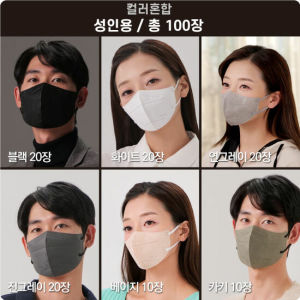 컬러혼합
성인용 / 총 100장
블랙 20장
화이트 20장
연그레이 20장
진그레이 20장
베이지 10장
카키 10장